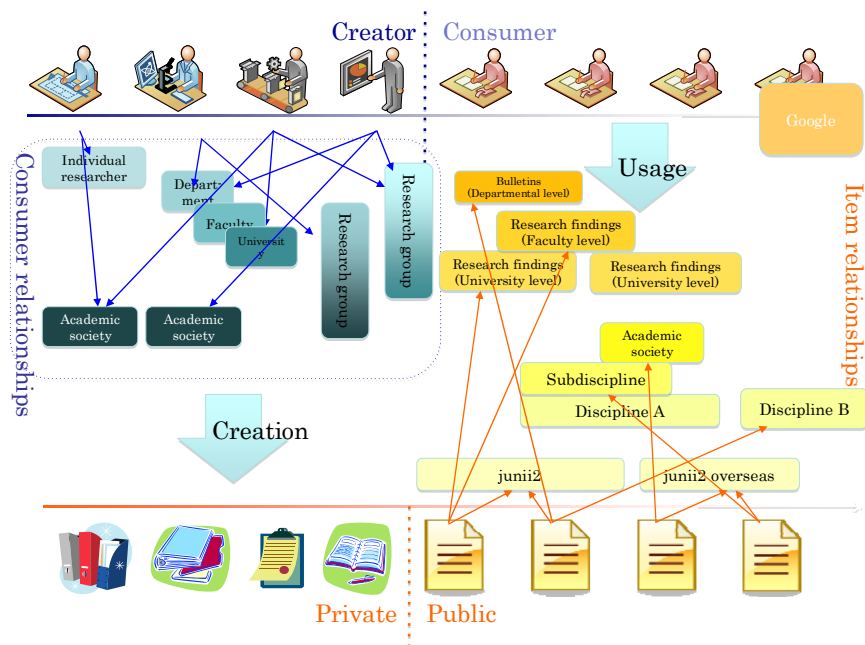 Creator
Consumer
Google
Consumer relationships
Individual
researcher
Depart-
ment
Faculty
Universit
y
Research group
Research group
Academic
society
Academic
society
Usage
Bulletins
(Departmental level)
Research findings
(Faculty level)
Research findings
(University level)
Research findings
(University level)
Item relationships
Academic
society
Subdiscipline
Discipline A
Discipline B
Creation
junii2
junii2 overseas
Private
Public